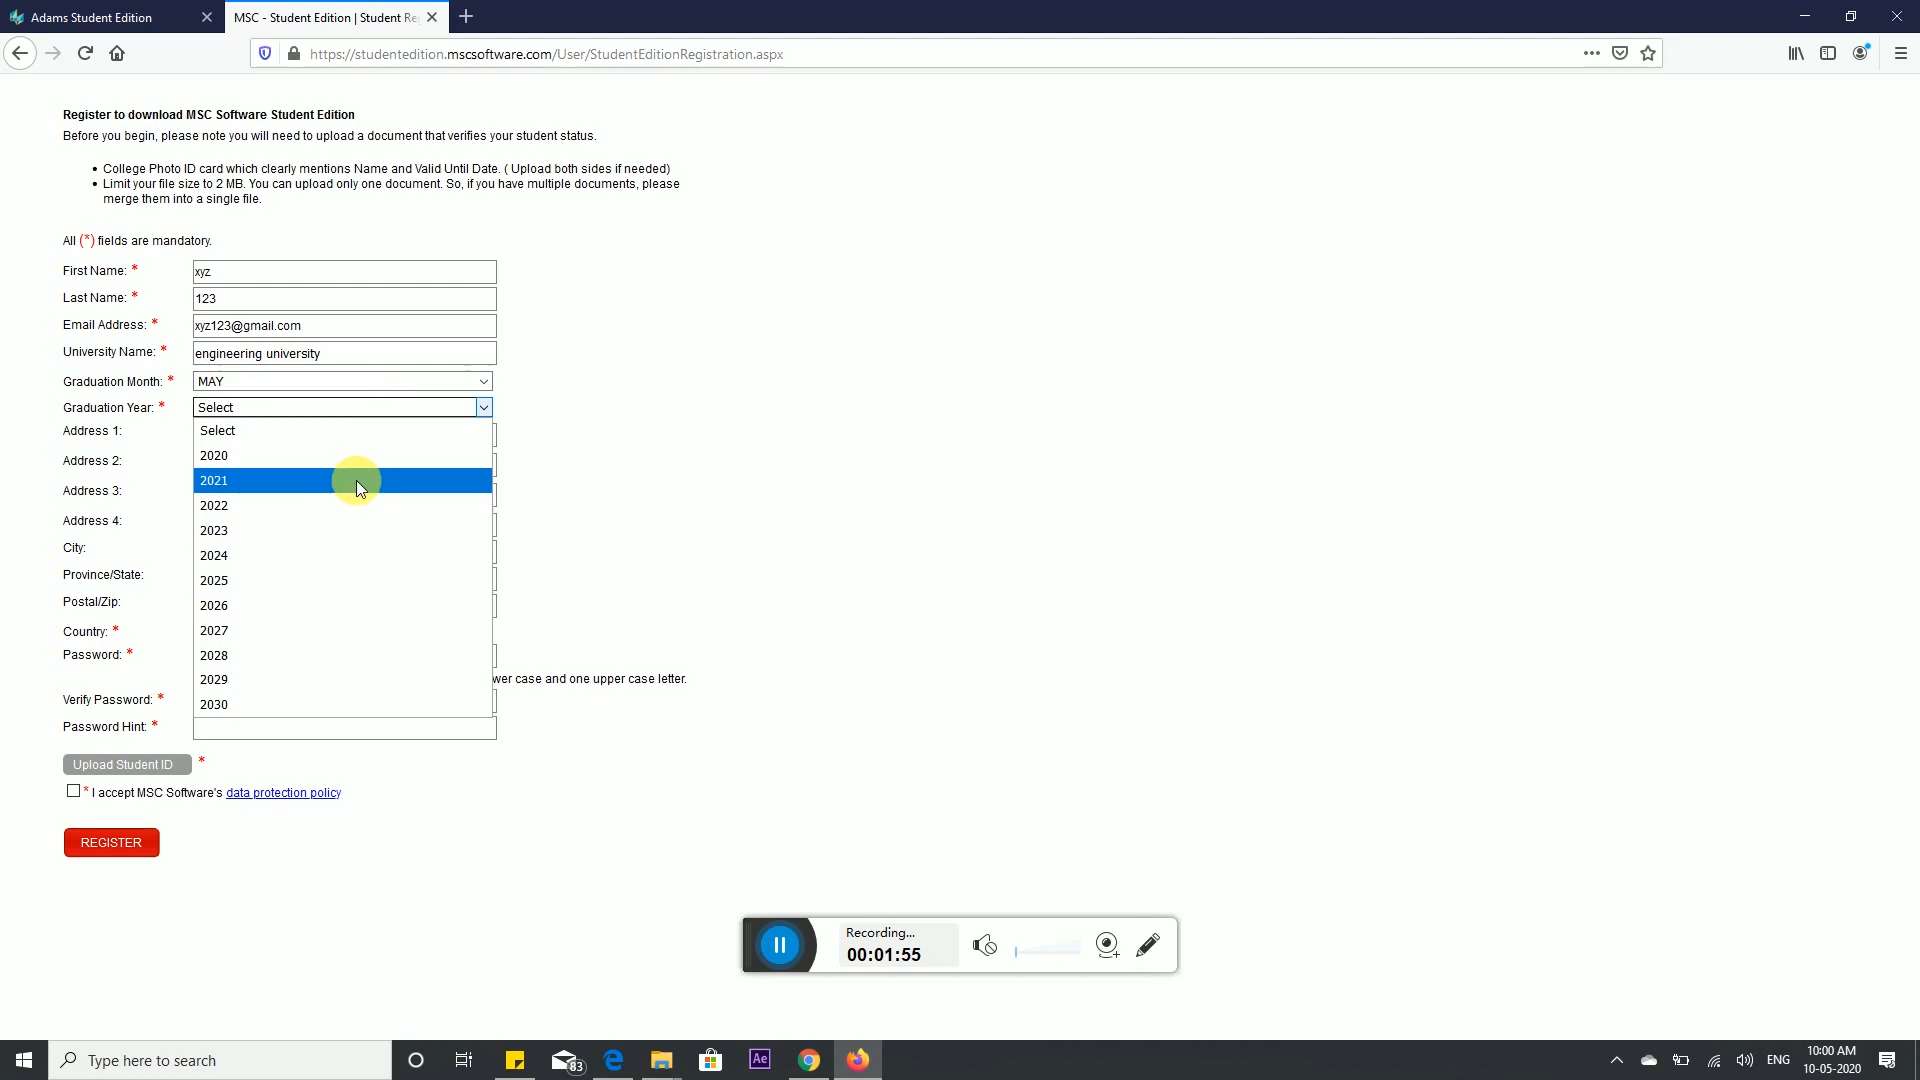 Adams Student Edition
MSC - Student Edition | Student Re
https://studentedition.mscsoftware.com/User/StudentEditionRegistration.aspx
Register to download MSC Software Student Edition
Before you begin, please note you will need to upload a document that verifies your student status.
• College Photo ID card which clearly mentions Name and Valid Until Date. ( Upload both sides if needed)
• Limit your file size to 2 MB. You can upload only one document. So, if you have multiple documents, please
merge them into a single file.
All (*) fields are mandatory.
First Name: * xyz
Last Name: * 123
Email Address: * xyz123@gmail.com
University Name: * engineering university
Graduation Month: * MAY
Graduation Year: * Select
Address 1: Select
2020
Address 2:
2021
Address 3:
2022
Address 4:
2023
City:
2024
Province/State:
2025
Postal/Zip:
2026
Country: *
2027
Password: *
2028
wer case and one upper case letter.
2029
Verify Password: *
2030
Password Hint: *
Upload Student ID *
* I accept MSC Software's data protection policy
REGISTER
Recording...
00:01:55
Type here to search
83
Ae
ENG
10:00 AM
10-05-2020